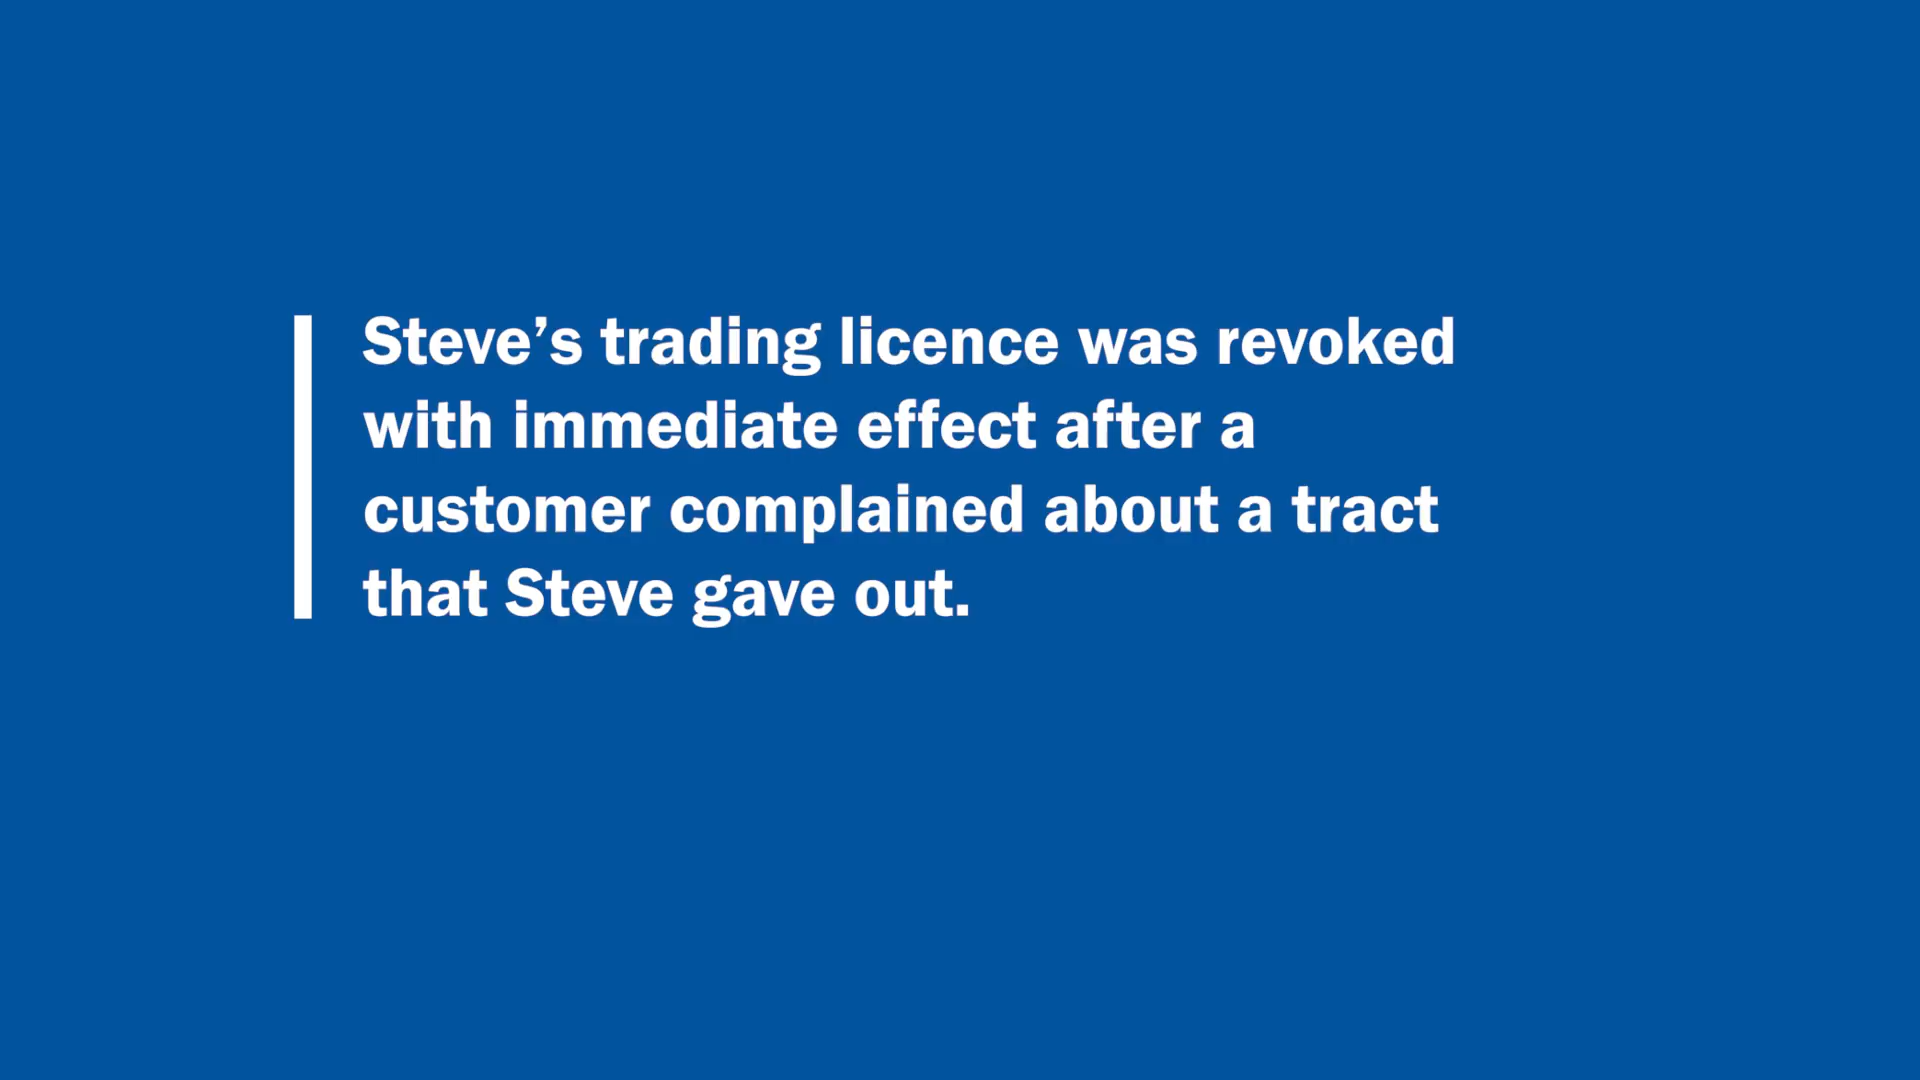 Steve’s trading licence was revoked
with immediate effect after a
customer complained about a tract
that Steve gave out.